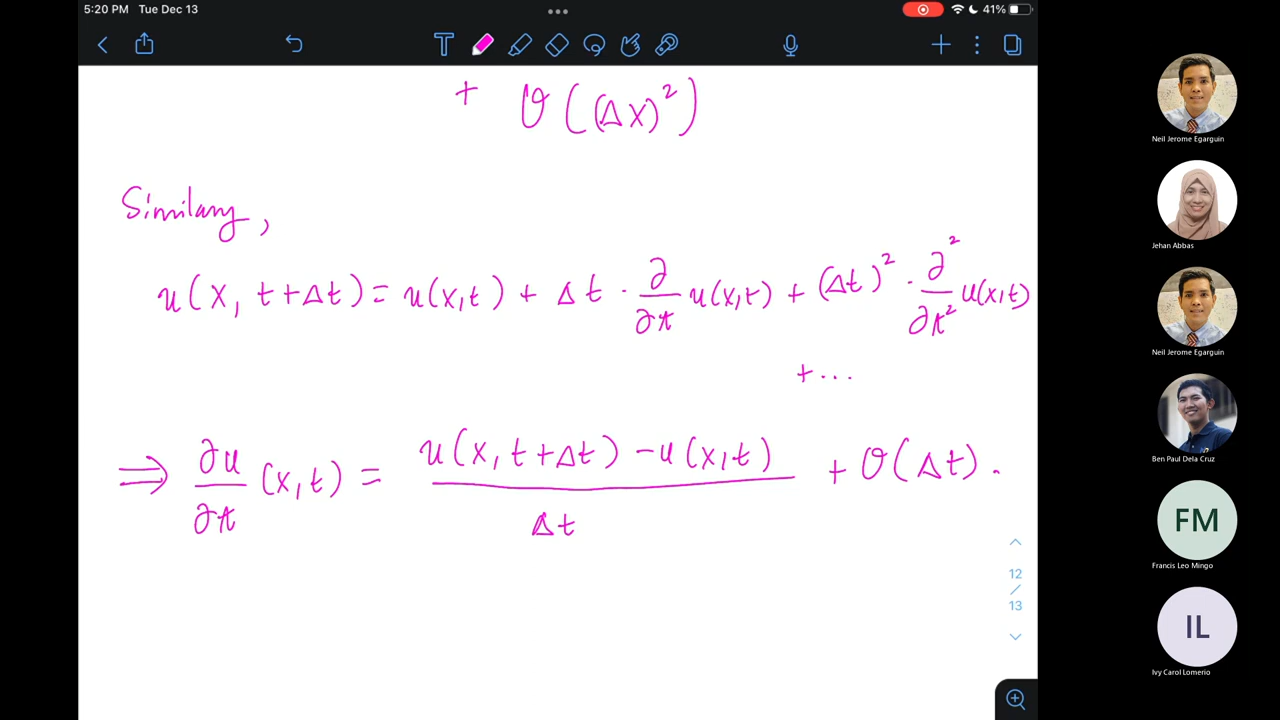 5:20 PM Tue Dec 13
41%
+ O((Δx)²)
Similary,
u(x, t+Δt) = u(x,t) + Δt · ∂/∂t u(x,t) + (Δt)² · ∂²/∂t² u(x,t)
+ ...
⇒ ∂u/∂t (x,t) = (u(x, t+Δt) - u(x,t))/Δt + O(Δt).
12
/
13
Neil Jerome Egarguin
Jehan Abbas
Neil Jerome Egarguin
Ben Paul Dela Cruz
FM
Francis Leo Mingo
IL
Ivy Carol Lomerio